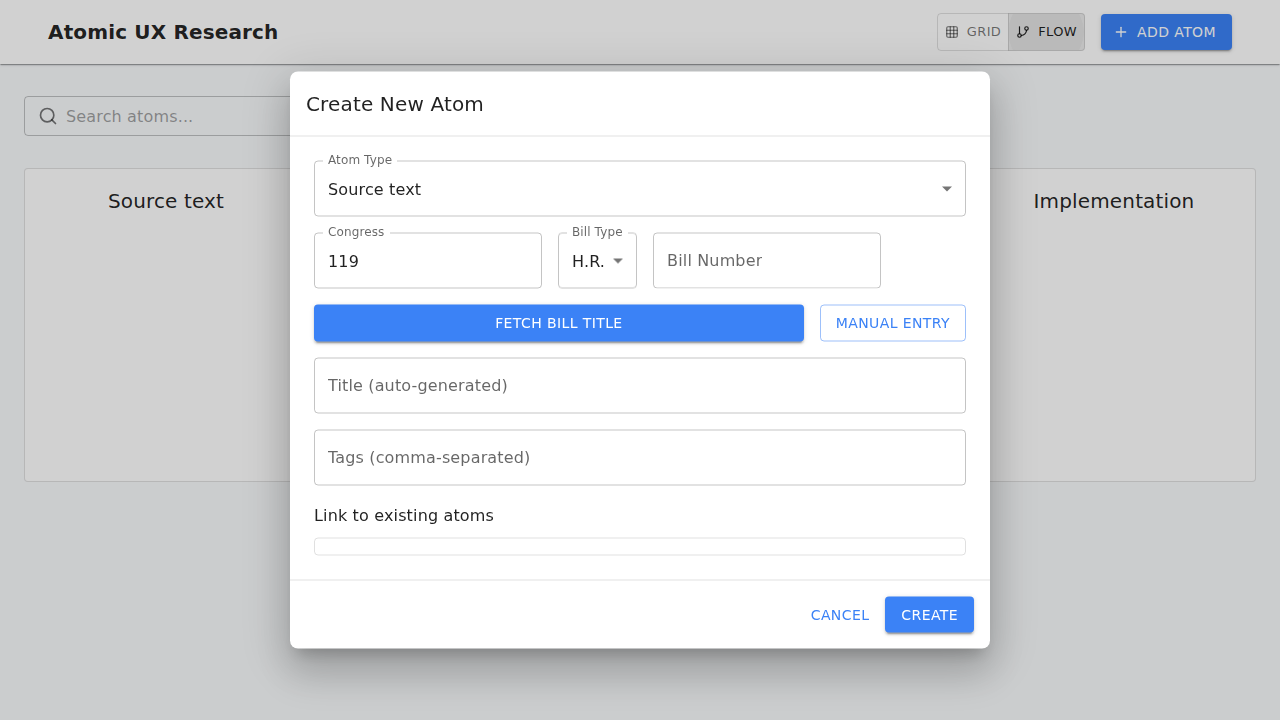 Atomic UX Research
GRID
FLOW
+ ADD ATOM
Search atoms...
Source text
Implementation
Create New Atom
Atom Type
Source text
Congress
119
Bill Type
H.R.
Bill Number
FETCH BILL TITLE
MANUAL ENTRY
Title (auto-generated)
Tags (comma-separated)
Link to existing atoms
CANCEL
CREATE